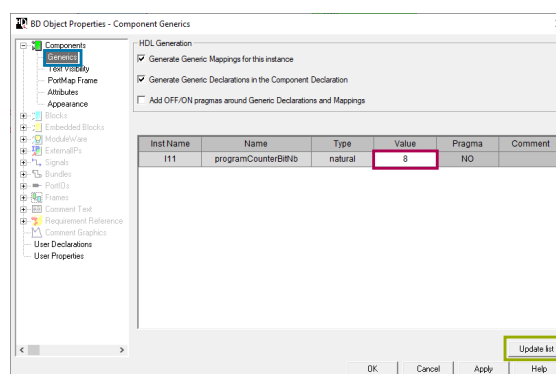 BD Object Properties - Component Generics
Components
Generics
Text Visibility
PortMap Frame
Attributes
Appearance
Blocks
Embedded Blocks
ModuleWare
ExternalIPs
Signals
Bundles
PortIOs
Frames
Comment Text
Requirement Reference
Comment Graphics
User Declarations
User Properties
HDL Generation
Generate Generic Mappings for this instance
Generate Generic Declarations in the Component Declaration
Add OFF/ON pragmas around Generic Declarations and Mappings
Inst Name Name Type Value Pragma Comment
I11 programCounterBitNb natural 8 NO
Update list
OK Cancel Apply Help